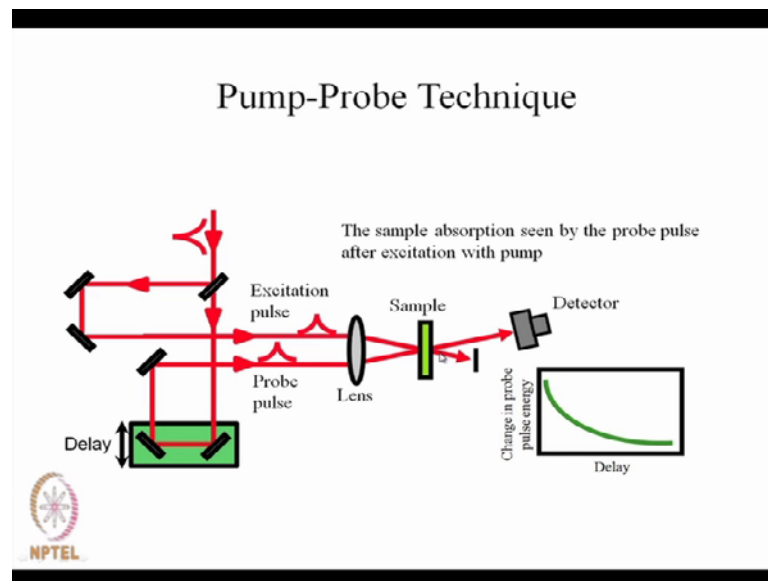 Pump-Probe Technique
The sample absorption seen by the probe pulse
after excitation with pump
Excitation
pulse
Sample
Detector
Probe
pulse
Lens
Delay
Change in probe
pulse energy
Delay
NPTEL